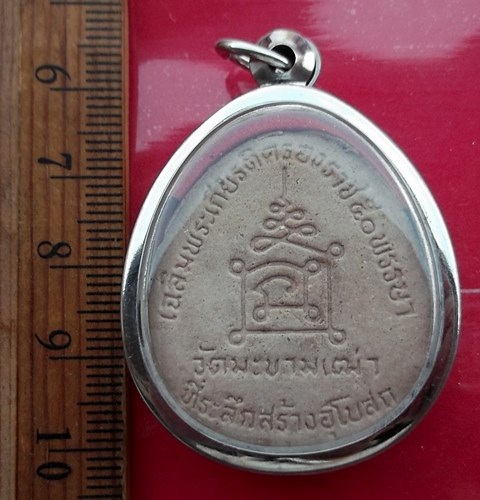 เฉลิมพระเกียรติครองราช ๕๐ พรรษา
วัดมะขามเฒ่า
ที่ระลึกสร้างอุโบสถ
6
7
8
9
10